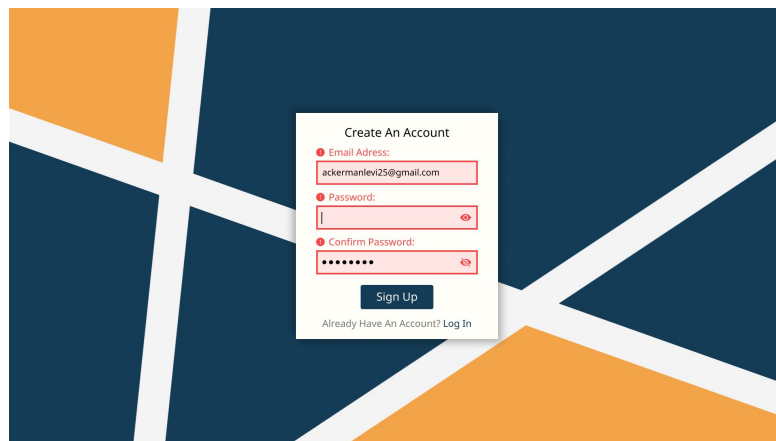 Create An Account
Email Adress:
ackermanlevi25@gmail.com
Password:
Confirm Password:
••••••••
Sign Up
Already Have An Account? Log In